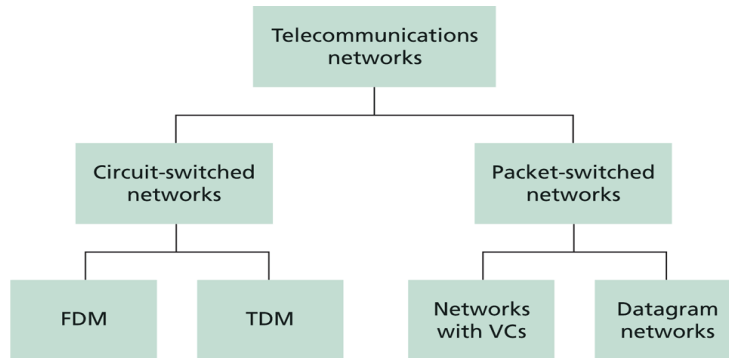 Telecommunications
networks
Circuit-switched
networks
Packet-switched
networks
FDM
TDM
Networks
with VCs
Datagram
networks